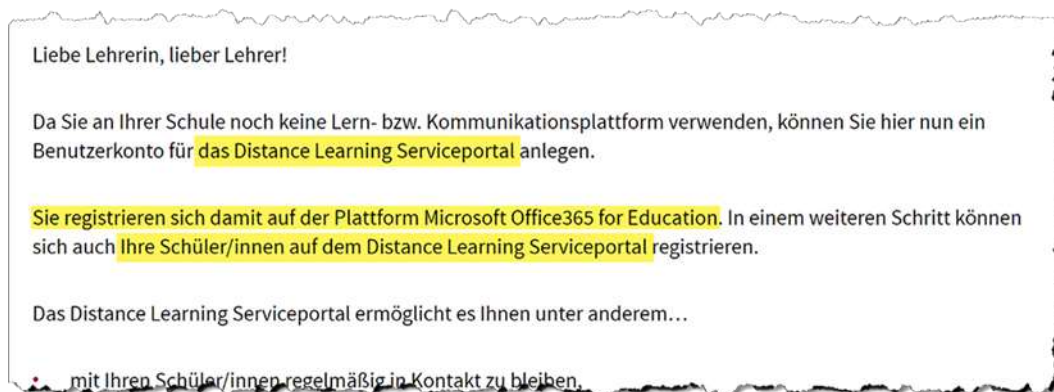 Liebe Lehrerin, lieber Lehrer!
Da Sie an Ihrer Schule noch keine Lern- bzw. Kommunikationsplattform verwenden, können Sie hier nun ein
Benutzerkonto für das Distance Learning Serviceportal anlegen.
Sie registrieren sich damit auf der Plattform Microsoft Office365 for Education. In einem weiteren Schritt können
sich auch Ihre Schüler/innen auf dem Distance Learning Serviceportal registrieren.
Das Distance Learning Serviceportal ermöglicht es Ihnen unter anderem…
• mit Ihren Schüler/innen regelmäßig in Kontakt zu bleiben,